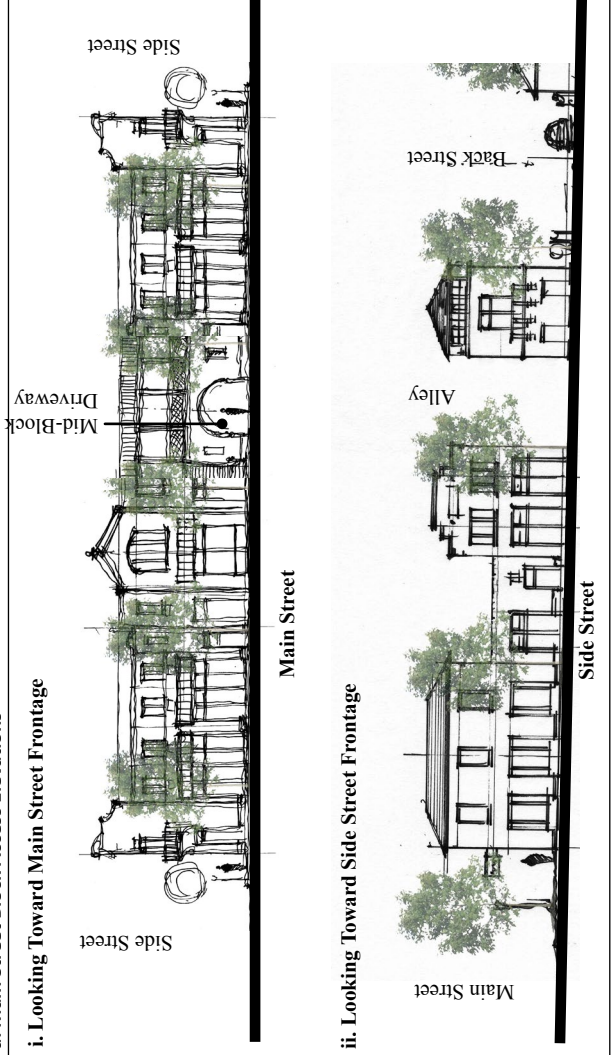 i. Looking Toward Main Street Frontage
Side Street
Mid-Block
Driveway
Side Street
Main Street
ii. Looking Toward Side Street Frontage
Main Street
Alley
Back Street
Side Street